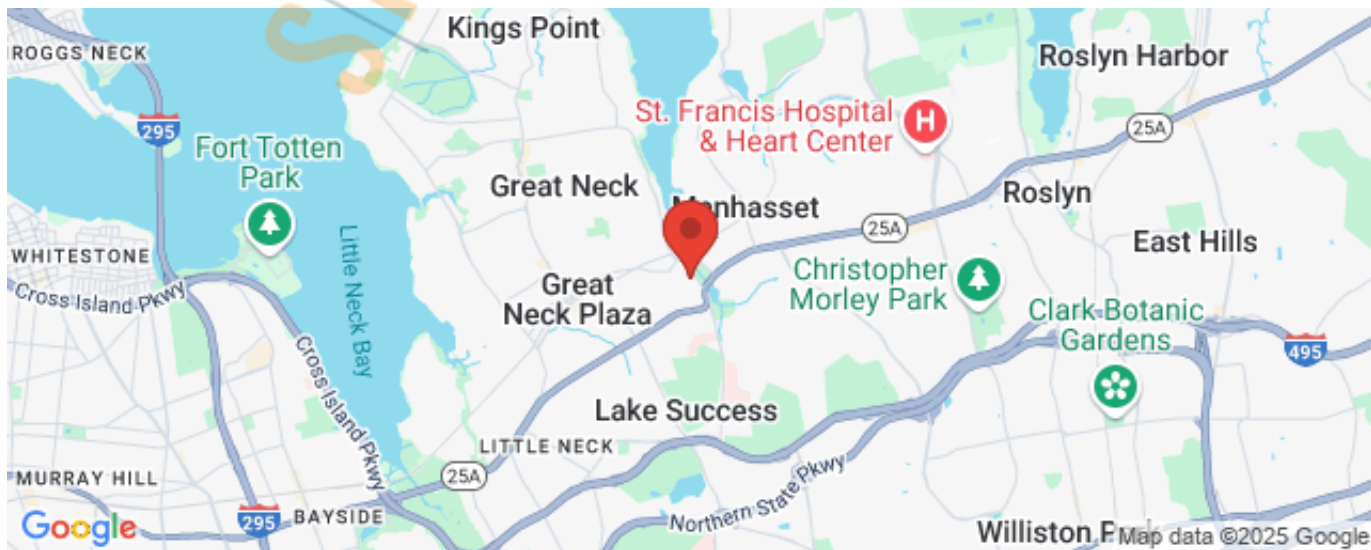 Kings Point
ROGGS NECK
Roslyn Harbor
St. Francis Hospital
& Heart Center
H
295
25A
Fort Totten
Park
Great Neck
Manhasset
Roslyn
25A
WHITESTONE
Little Neck Bay
East Hills
Cross Island Pkwy
Great
Neck Plaza
Christopher
Morley Park
Clark Botanic
Gardens
495
Cross Island Pkwy
Lake Success
LITTLE NECK
MURRAY HILL
25A
Northern State Pkwy
295
BAYSIDE
Google
Williston
Map data ©2025 Google